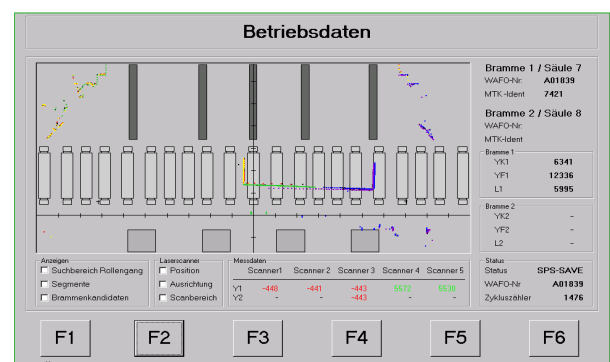 Betriebsdaten
Bramme 1 / Säule 7
WAFO-Nr. A01839
MTK-Ident 7421
Bramme 2 / Säule 8
WAFO-Nr.
MTK-Ident
Bramme 1
YK1 6341
YF1 12336
L1 5995
Bramme 2
YK2 -
YF2 -
L2 -
Anzeigen
Suchbereich Rollengang
Segmente
Brammenkandidaten
Laserscanner
Position
Ausrichtung
Scanbereich
Messdaten
Scanner1 Scanner 2 Scanner 3 Scanner 4 Scanner 5
Y1 -448 -441 -443 5572 5530
Y2 - - -443 - -
Status
Status SPS-SAVE
WAFO-Nr A01839
Zykluszähler 1476
F1 F2 F3 F4 F5 F6